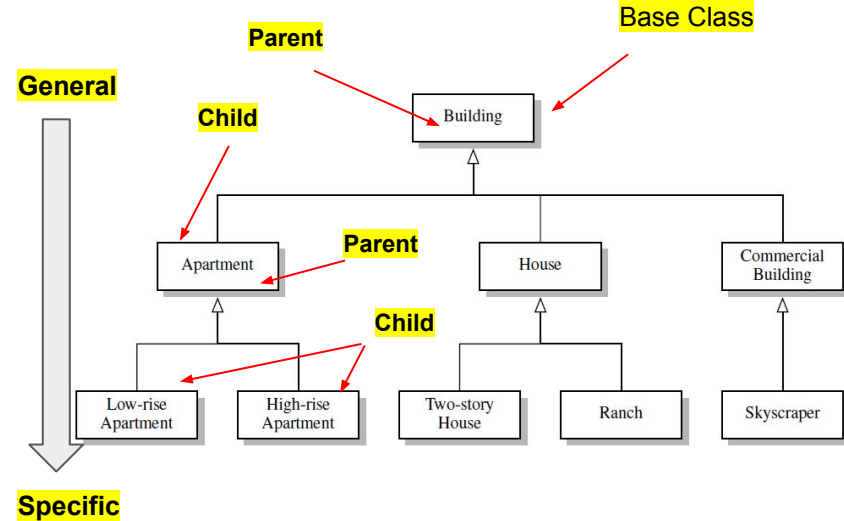 Base Class
Parent
General
Child
Building
Parent
Apartment
House
Commercial
Building
Child
Low-rise
Apartment
High-rise
Apartment
Two-story
House
Ranch
Skyscraper
Specific